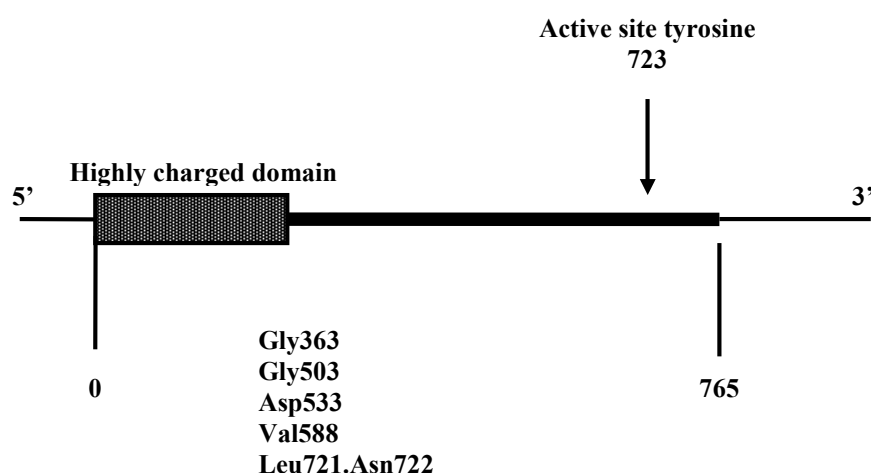 Active site tyrosine
723
Highly charged domain
5’
3’
Gly363
Gly503
Asp533
Val588
Leu721.Asn722
0
765